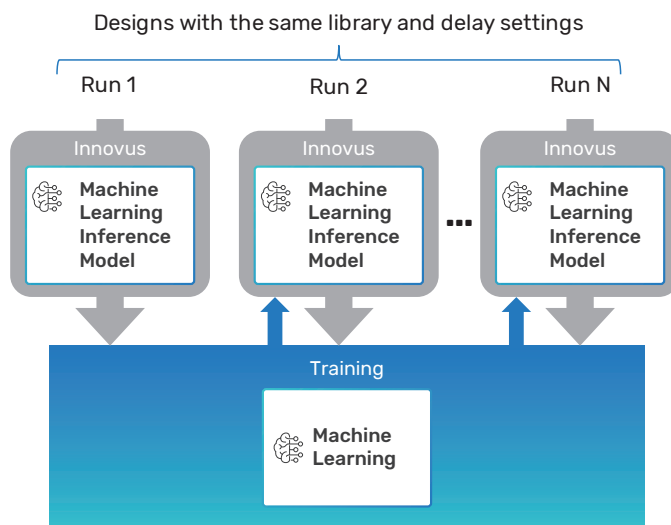 Designs with the same library and delay settings
Run 1
Run 2
Run N
Innovus
Machine
Learning
Inference
Model
Innovus
Machine
Learning
Inference
Model
...
Innovus
Machine
Learning
Inference
Model
Training
Machine
Learning